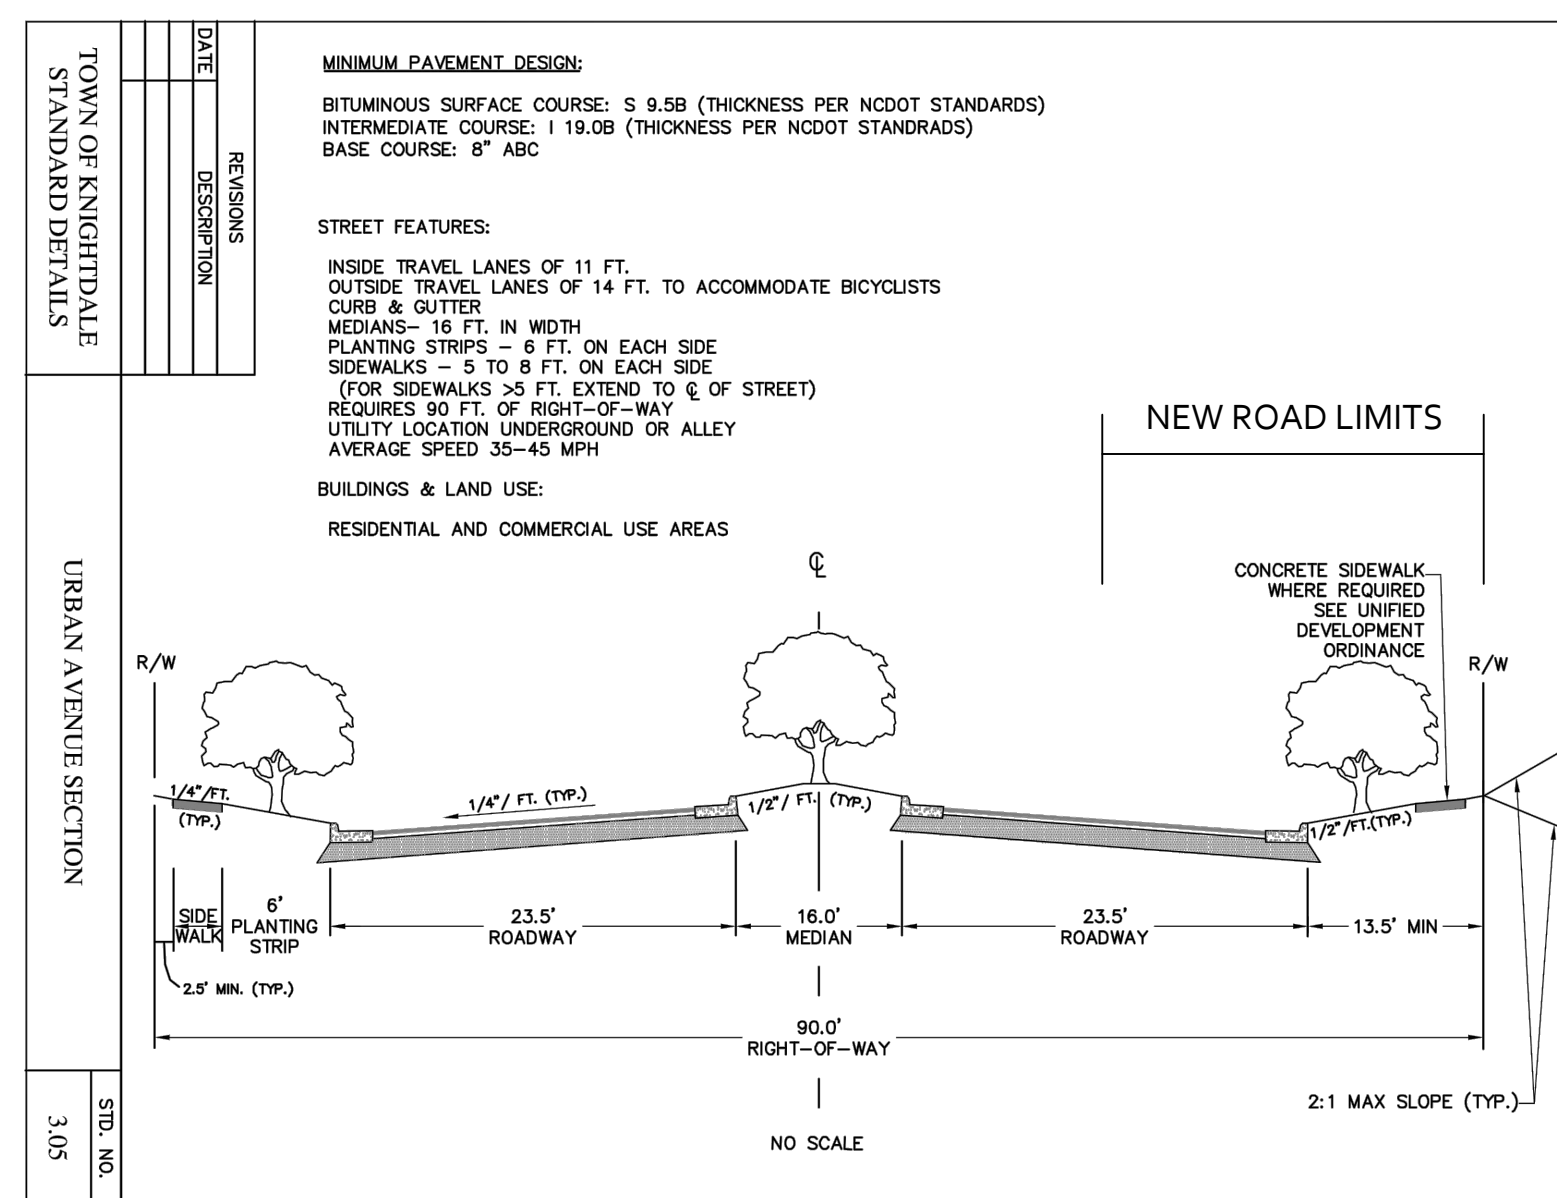 TOWN OF KNIGHTDALE
STANDARD DETAILS
REVISIONS
DATE
DESCRIPTION
URBAN AVENUE SECTION
STD. NO.
3.05
MINIMUM PAVEMENT DESIGN:
BITUMINOUS SURFACE COURSE: S 9.5B (THICKNESS PER NCDOT STANDARDS)
INTERMEDIATE COURSE: I 19.0B (THICKNESS PER NCDOT STANDRADS)
BASE COURSE: 8" ABC
STREET FEATURES:
INSIDE TRAVEL LANES OF 11 FT.
OUTSIDE TRAVEL LANES OF 14 FT. TO ACCOMMODATE BICYCLISTS
CURB & GUTTER
MEDIANS– 16 FT. IN WIDTH
PLANTING STRIPS – 6 FT. ON EACH SIDE
SIDEWALKS – 5 TO 8 FT. ON EACH SIDE
(FOR SIDEWALKS >5 FT. EXTEND TO ℄ OF STREET)
REQUIRES 90 FT. OF RIGHT–OF–WAY
UTILITY LOCATION UNDERGROUND OR ALLEY
AVERAGE SPEED 35–45 MPH
BUILDINGS & LAND USE:
RESIDENTIAL AND COMMERCIAL USE AREAS
NEW ROAD LIMITS
℄
CONCRETE SIDEWALK
WHERE REQUIRED
SEE UNIFIED
DEVELOPMENT
ORDINANCE
R/W
R/W
1/4"/FT.
(TYP.)
1/4"/ FT. (TYP.)
1/2"/ FT. (TYP.)
1/2"/FT.(TYP.)
SIDE
WALK
6'
PLANTING
STRIP
23.5'
ROADWAY
16.0'
MEDIAN
23.5'
ROADWAY
13.5' MIN
2.5' MIN. (TYP.)
90.0'
RIGHT–OF–WAY
2:1 MAX SLOPE (TYP.)
NO SCALE